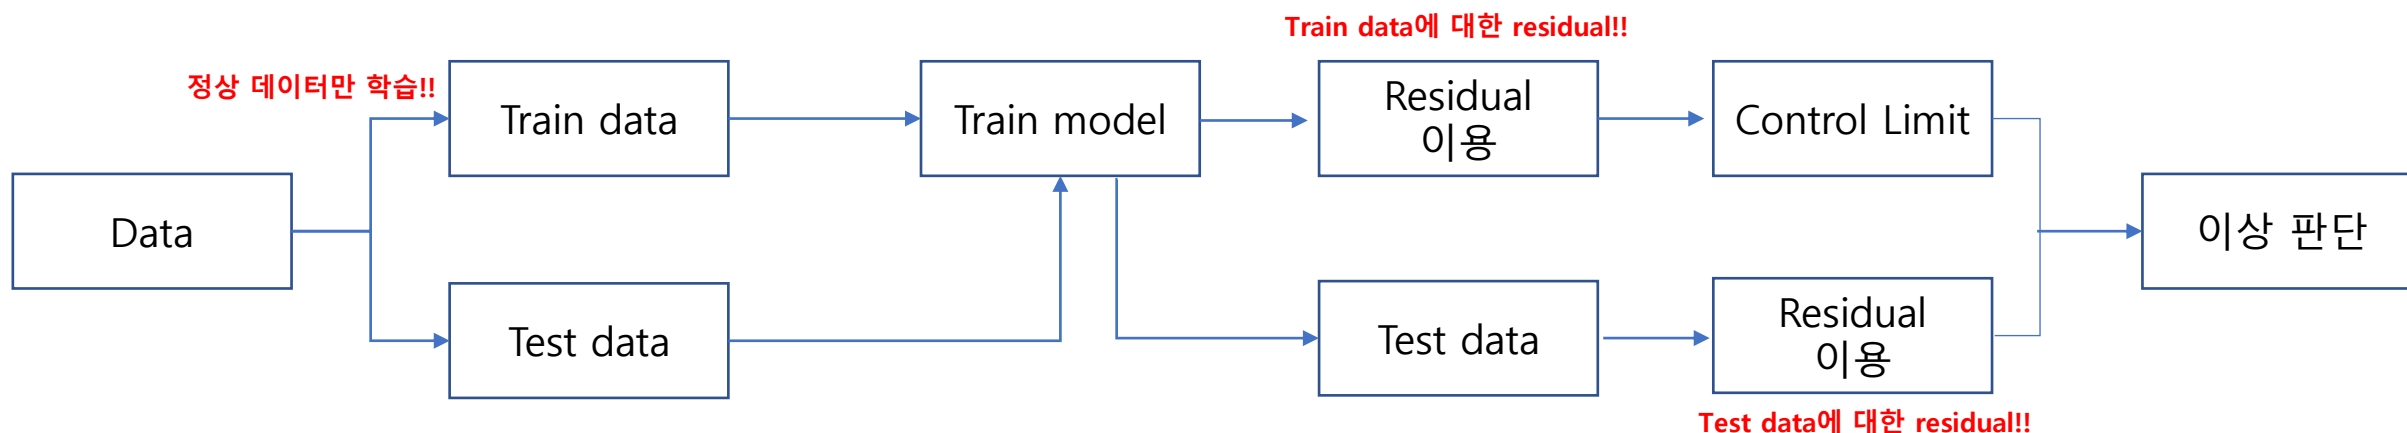 Train data에 대한 residual!!
정상 데이터만 학습!!
Train data
Train model
Residual
이용
Control Limit
Data
이상 판단
Test data
Test data
Residual
이용
Test data에 대한 residual!!